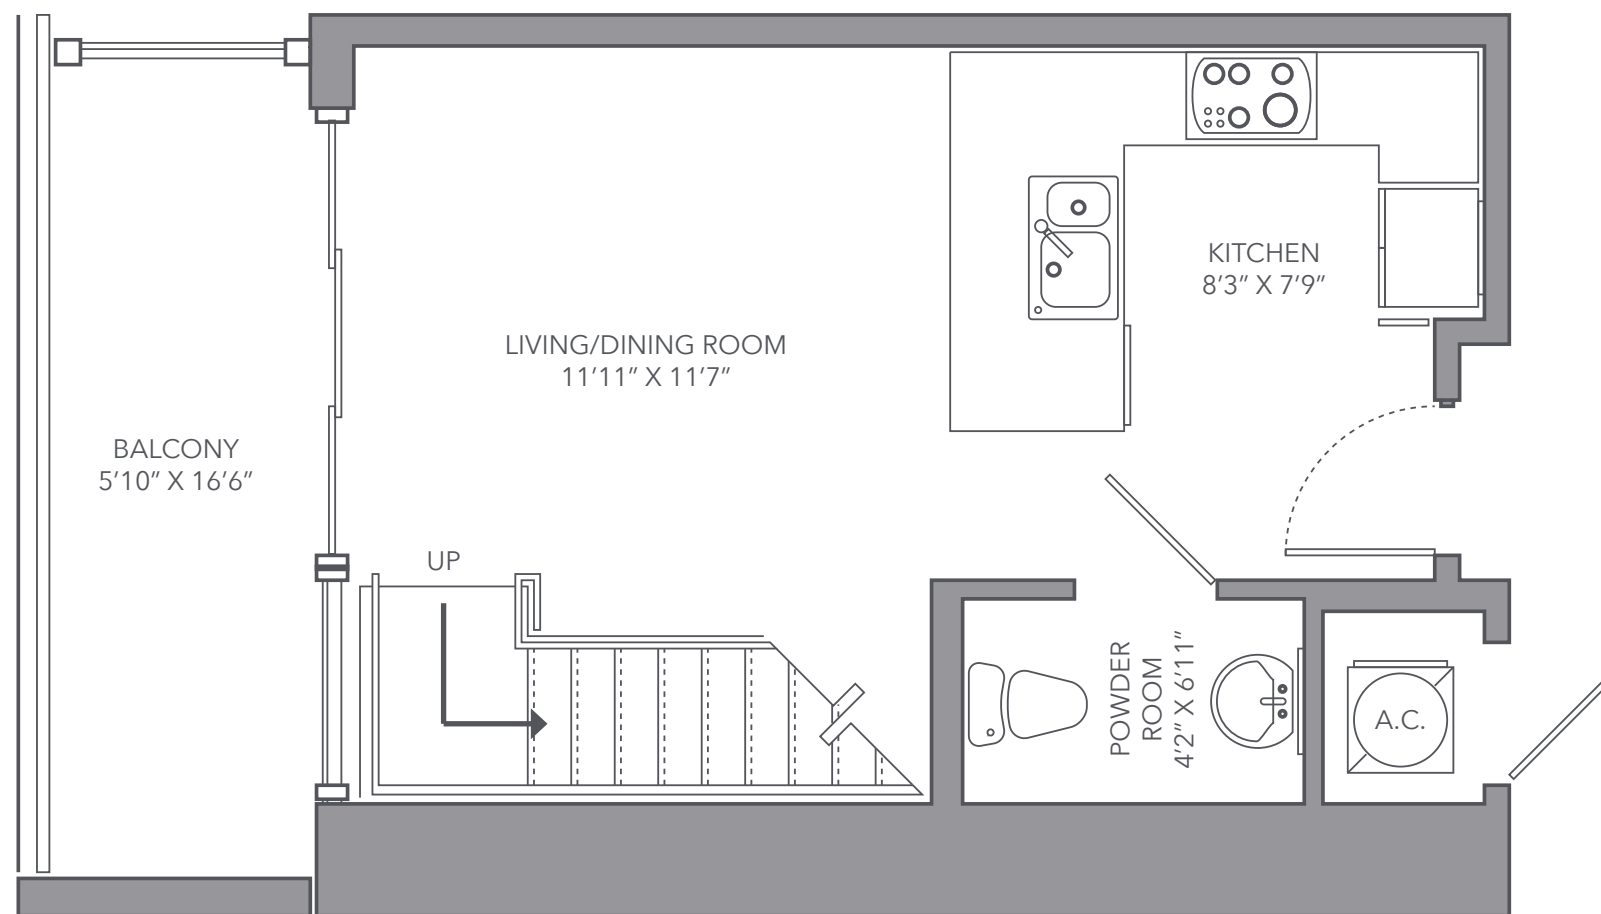 KITCHEN
8’3” X 7’9”
LIVING/DINING ROOM
11’11” X 11’7”
BALCONY
5’10” X 16’6”
UP
POWDER
ROOM
4’2” X 6’11”
A.C.